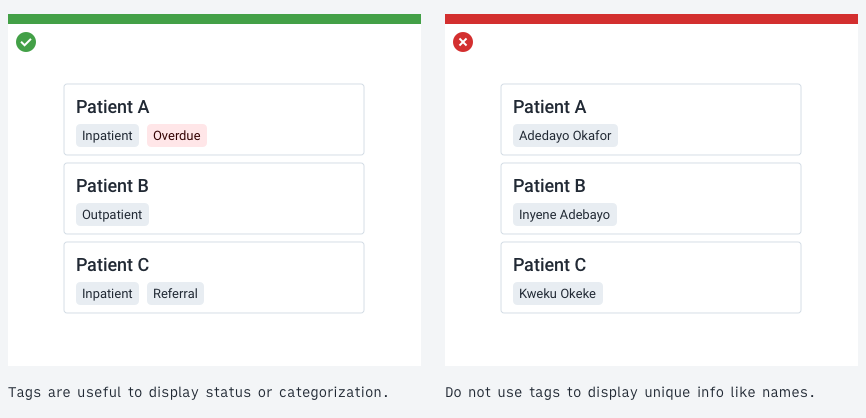 Patient A
Inpatient Overdue
Patient B
Outpatient
Patient C
Inpatient Referral
Tags are useful to display status or categorization.
Patient A
Adedayo Okafor
Patient B
Inyene Adebayo
Patient C
Kweku Okeke
Do not use tags to display unique info like names.